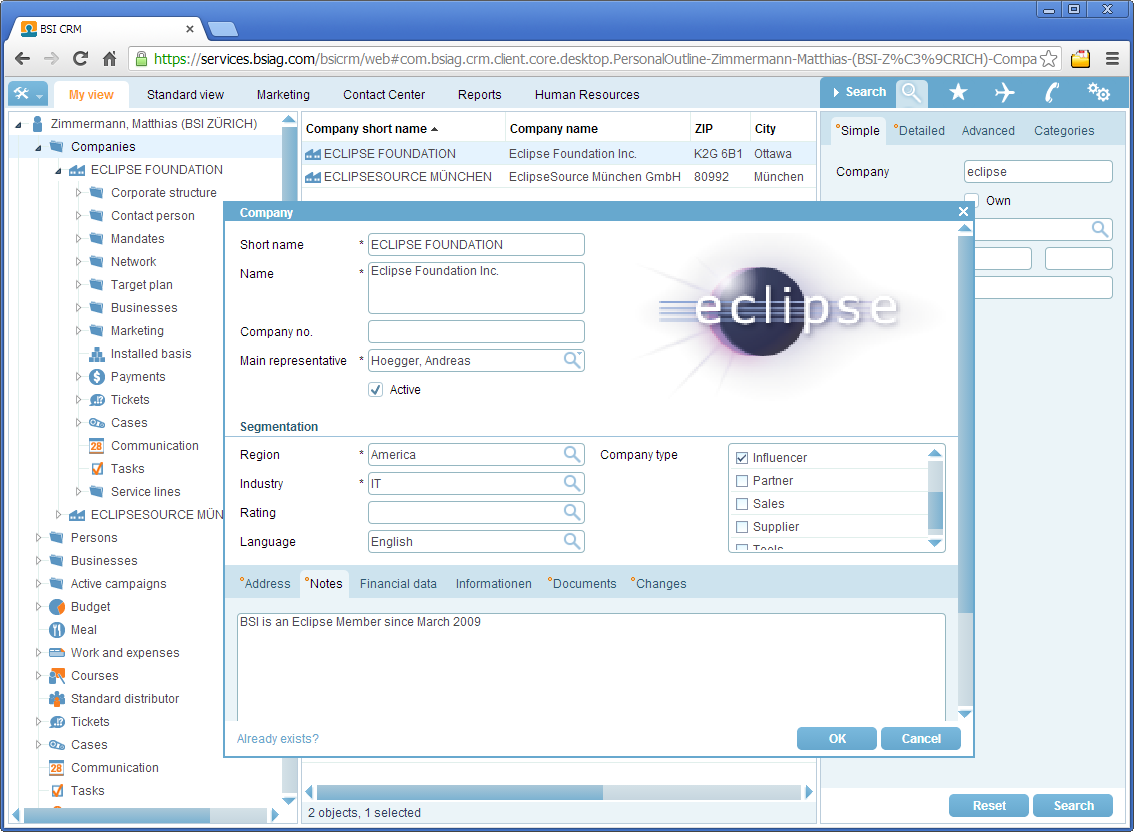 BSI CRM
https://services.bsiag.com/bsicrm/web#com.bsiag.crm.client.core.desktop.PersonalOutline-Zimmermann-Matthias-(BSI-Z%C3%9CRICH)-Compa
My view Standard view Marketing Contact Center Reports Human Resources Search
Zimmermann, Matthias (BSI ZÜRICH)
Companies
ECLIPSE FOUNDATION
Corporate structure
Contact person
Mandates
Network
Target plan
Businesses
Marketing
Installed basis
Payments
Tickets
Cases
28 Communication
Tasks
Service lines
ECLIPSESOURCE MÜN
Persons
Businesses
Active campaigns
Budget
Meal
Work and expenses
Courses
Standard distributor
Tickets
Cases
28 Communication
Tasks
Company short name Company name ZIP City
ECLIPSE FOUNDATION Eclipse Foundation Inc. K2G 6B1 Ottawa
ECLIPSESOURCE MÜNCHEN EclipseSource München GmbH 80992 München
2 objects, 1 selected
Simple Detailed Advanced Categories
Company eclipse
Own
Reset Search
Company
Short name * ECLIPSE FOUNDATION
Name * Eclipse Foundation Inc.
Company no.
Main representative * Hoegger, Andreas
Active
eclipse
Segmentation
Region * America
Industry * IT
Rating
Language English
Company type
Influencer
Partner
Sales
Supplier
Tools
Address Notes Financial data Informationen Documents Changes
BSI is an Eclipse Member since March 2009
Already exists?
OK Cancel